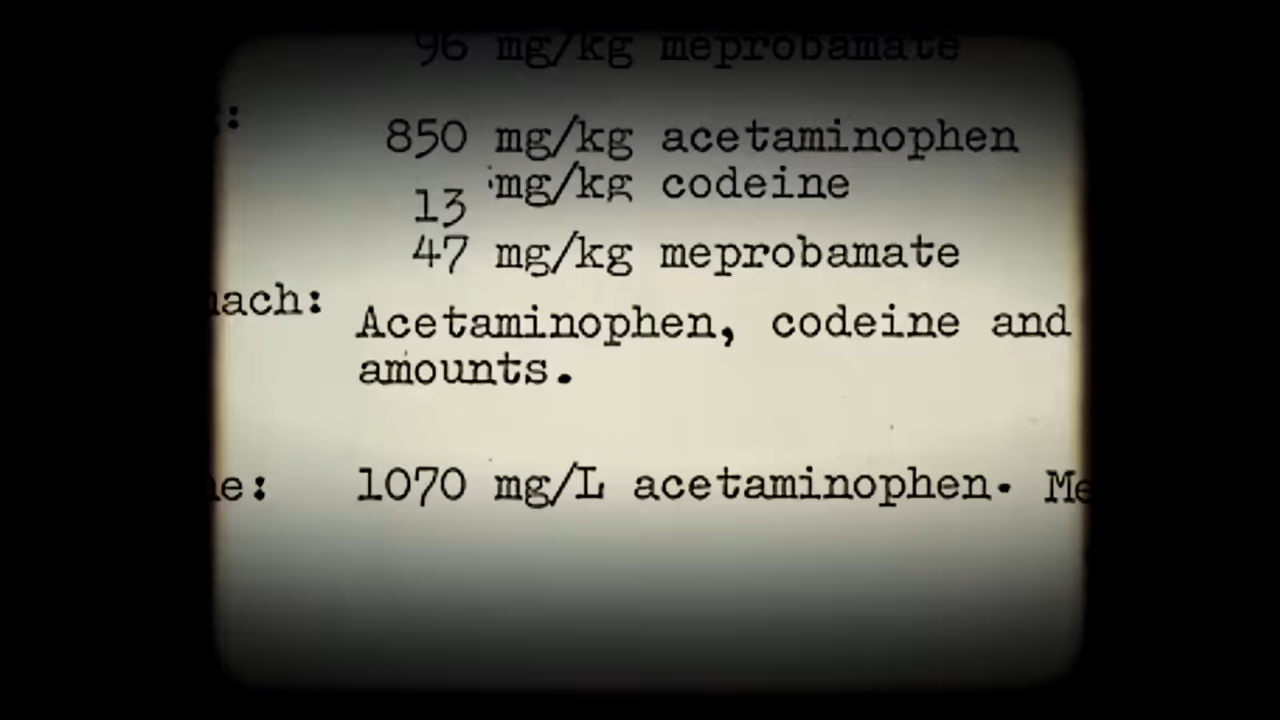 96 mg/kg meprobamate
:
850 mg/kg acetaminophen
13 mg/kg codeine
47 mg/kg meprobamate
ach:
Acetaminophen, codeine and
amounts.
e: 1070 mg/L acetaminophen. Me